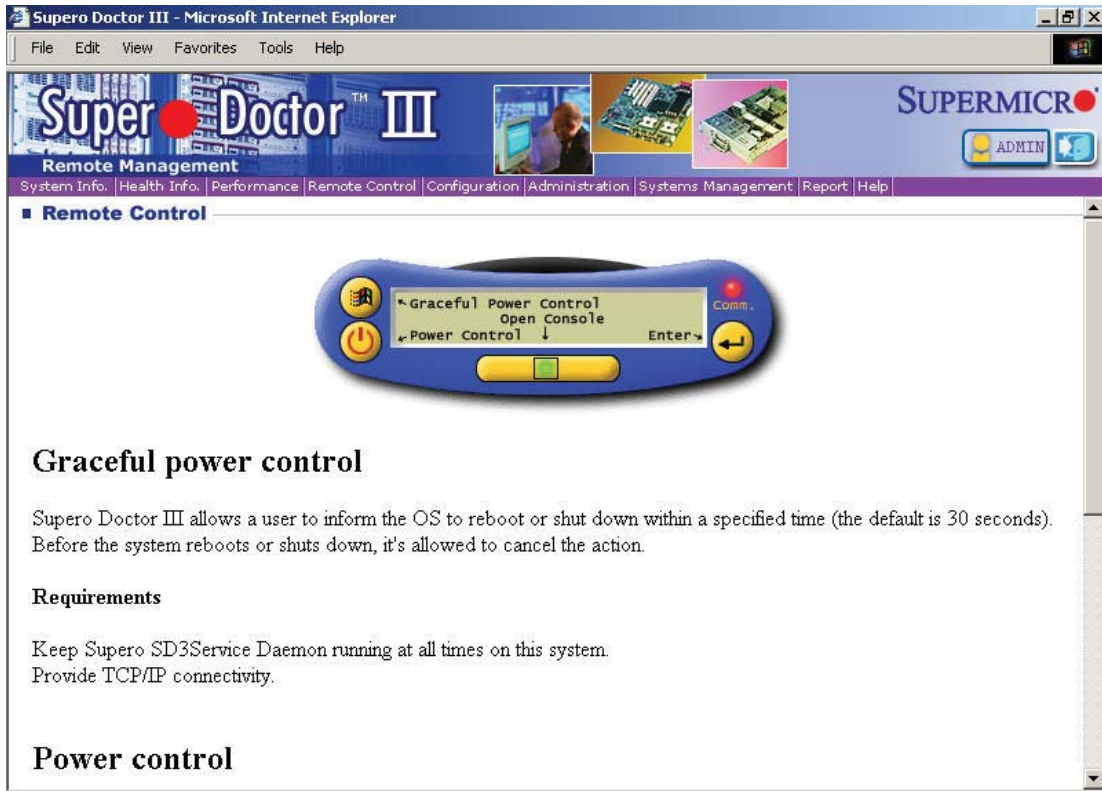 Supero Doctor III - Microsoft Internet Explorer
File Edit View Favorites Tools Help
Super Doctor™ III
Remote Management
SUPERMICRO
ADMIN
System Info. Health Info. Performance Remote Control Configuration Administration Systems Management Report Help
Remote Control
Graceful Power Control
Open Console
Power Control ↓ Enter
Comm.
Graceful power control
Supero Doctor III allows a user to inform the OS to reboot or shut down within a specified time (the default is 30 seconds).
Before the system reboots or shuts down, it's allowed to cancel the action.
Requirements
Keep Supero SD3Service Daemon running at all times on this system.
Provide TCP/IP connectivity.
Power control